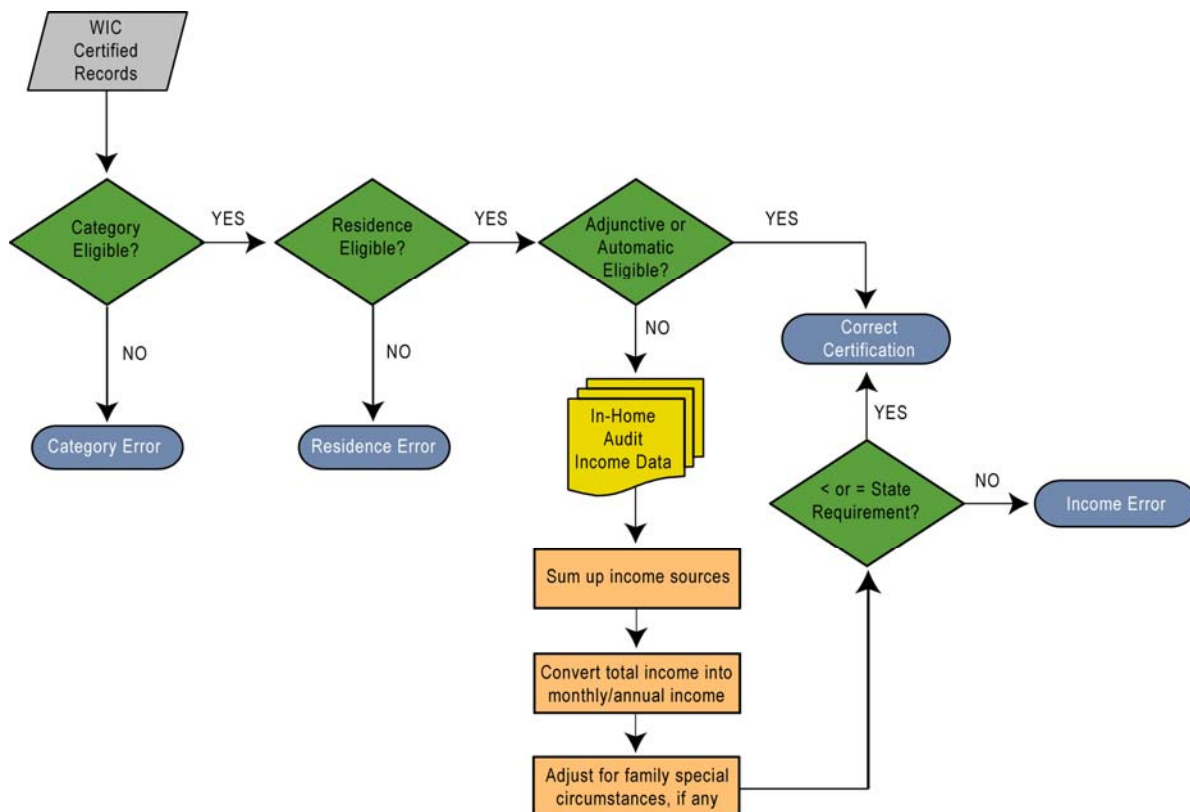 WIC
Certified
Records
Category
Eligible?
YES
NO
Category Error
Residence
Eligible?
YES
NO
Residence Error
Adjunctive or
Automatic
Eligible?
YES
NO
Correct
Certification
In-Home
Audit
Income Data
Sum up income sources
Convert total income into
monthly/annual income
Adjust for family special
circumstances, if any
< or = State
Requirement?
YES
NO
Income Error